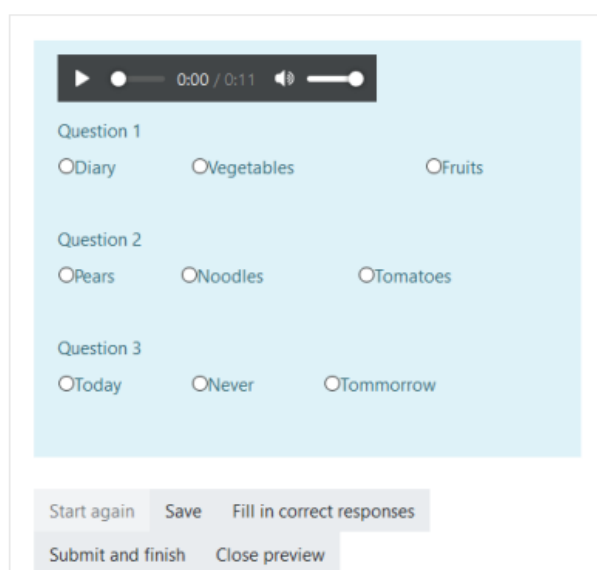 0:00 / 0:11
Question 1
Diary Vegetables Fruits
Question 2
Pears Noodles Tomatoes
Question 3
Today Never Tommorrow
Start again Save Fill in correct responses
Submit and finish Close preview